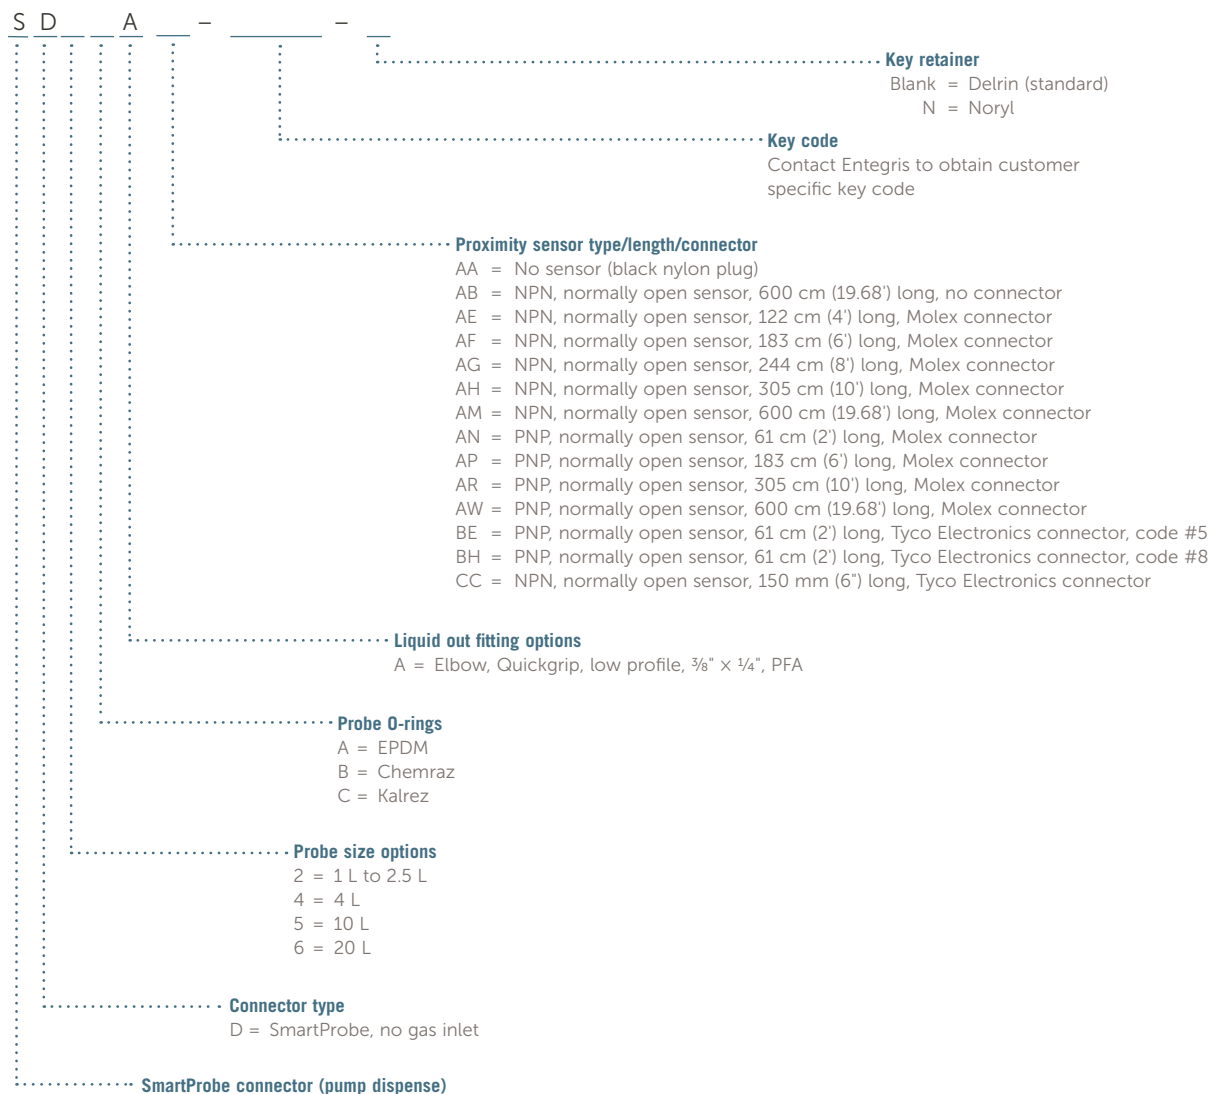 S D A – –
Key retainer
Blank = Delrin (standard)
N = Noryl
Key code
Contact Entegris to obtain customer
specific key code
Proximity sensor type/length/connector
AA = No sensor (black nylon plug)
AB = NPN, normally open sensor, 600 cm (19.68') long, no connector
AE = NPN, normally open sensor, 122 cm (4') long, Molex connector
AF = NPN, normally open sensor, 183 cm (6') long, Molex connector
AG = NPN, normally open sensor, 244 cm (8') long, Molex connector
AH = NPN, normally open sensor, 305 cm (10') long, Molex connector
AM = NPN, normally open sensor, 600 cm (19.68') long, Molex connector
AN = PNP, normally open sensor, 61 cm (2') long, Molex connector
AP = PNP, normally open sensor, 183 cm (6') long, Molex connector
AR = PNP, normally open sensor, 305 cm (10') long, Molex connector
AW = PNP, normally open sensor, 600 cm (19.68') long, Molex connector
BE = PNP, normally open sensor, 61 cm (2') long, Tyco Electronics connector, code #5
BH = PNP, normally open sensor, 61 cm (2') long, Tyco Electronics connector, code #8
CC = NPN, normally open sensor, 150 mm (6") long, Tyco Electronics connector
Liquid out fitting options
A = Elbow, Quickgrip, low profile, ⅜" × ¼", PFA
Probe O-rings
A = EPDM
B = Chemraz
C = Kalrez
Probe size options
2 = 1 L to 2.5 L
4 = 4 L
5 = 10 L
6 = 20 L
Connector type
D = SmartProbe, no gas inlet
SmartProbe connector (pump dispense)